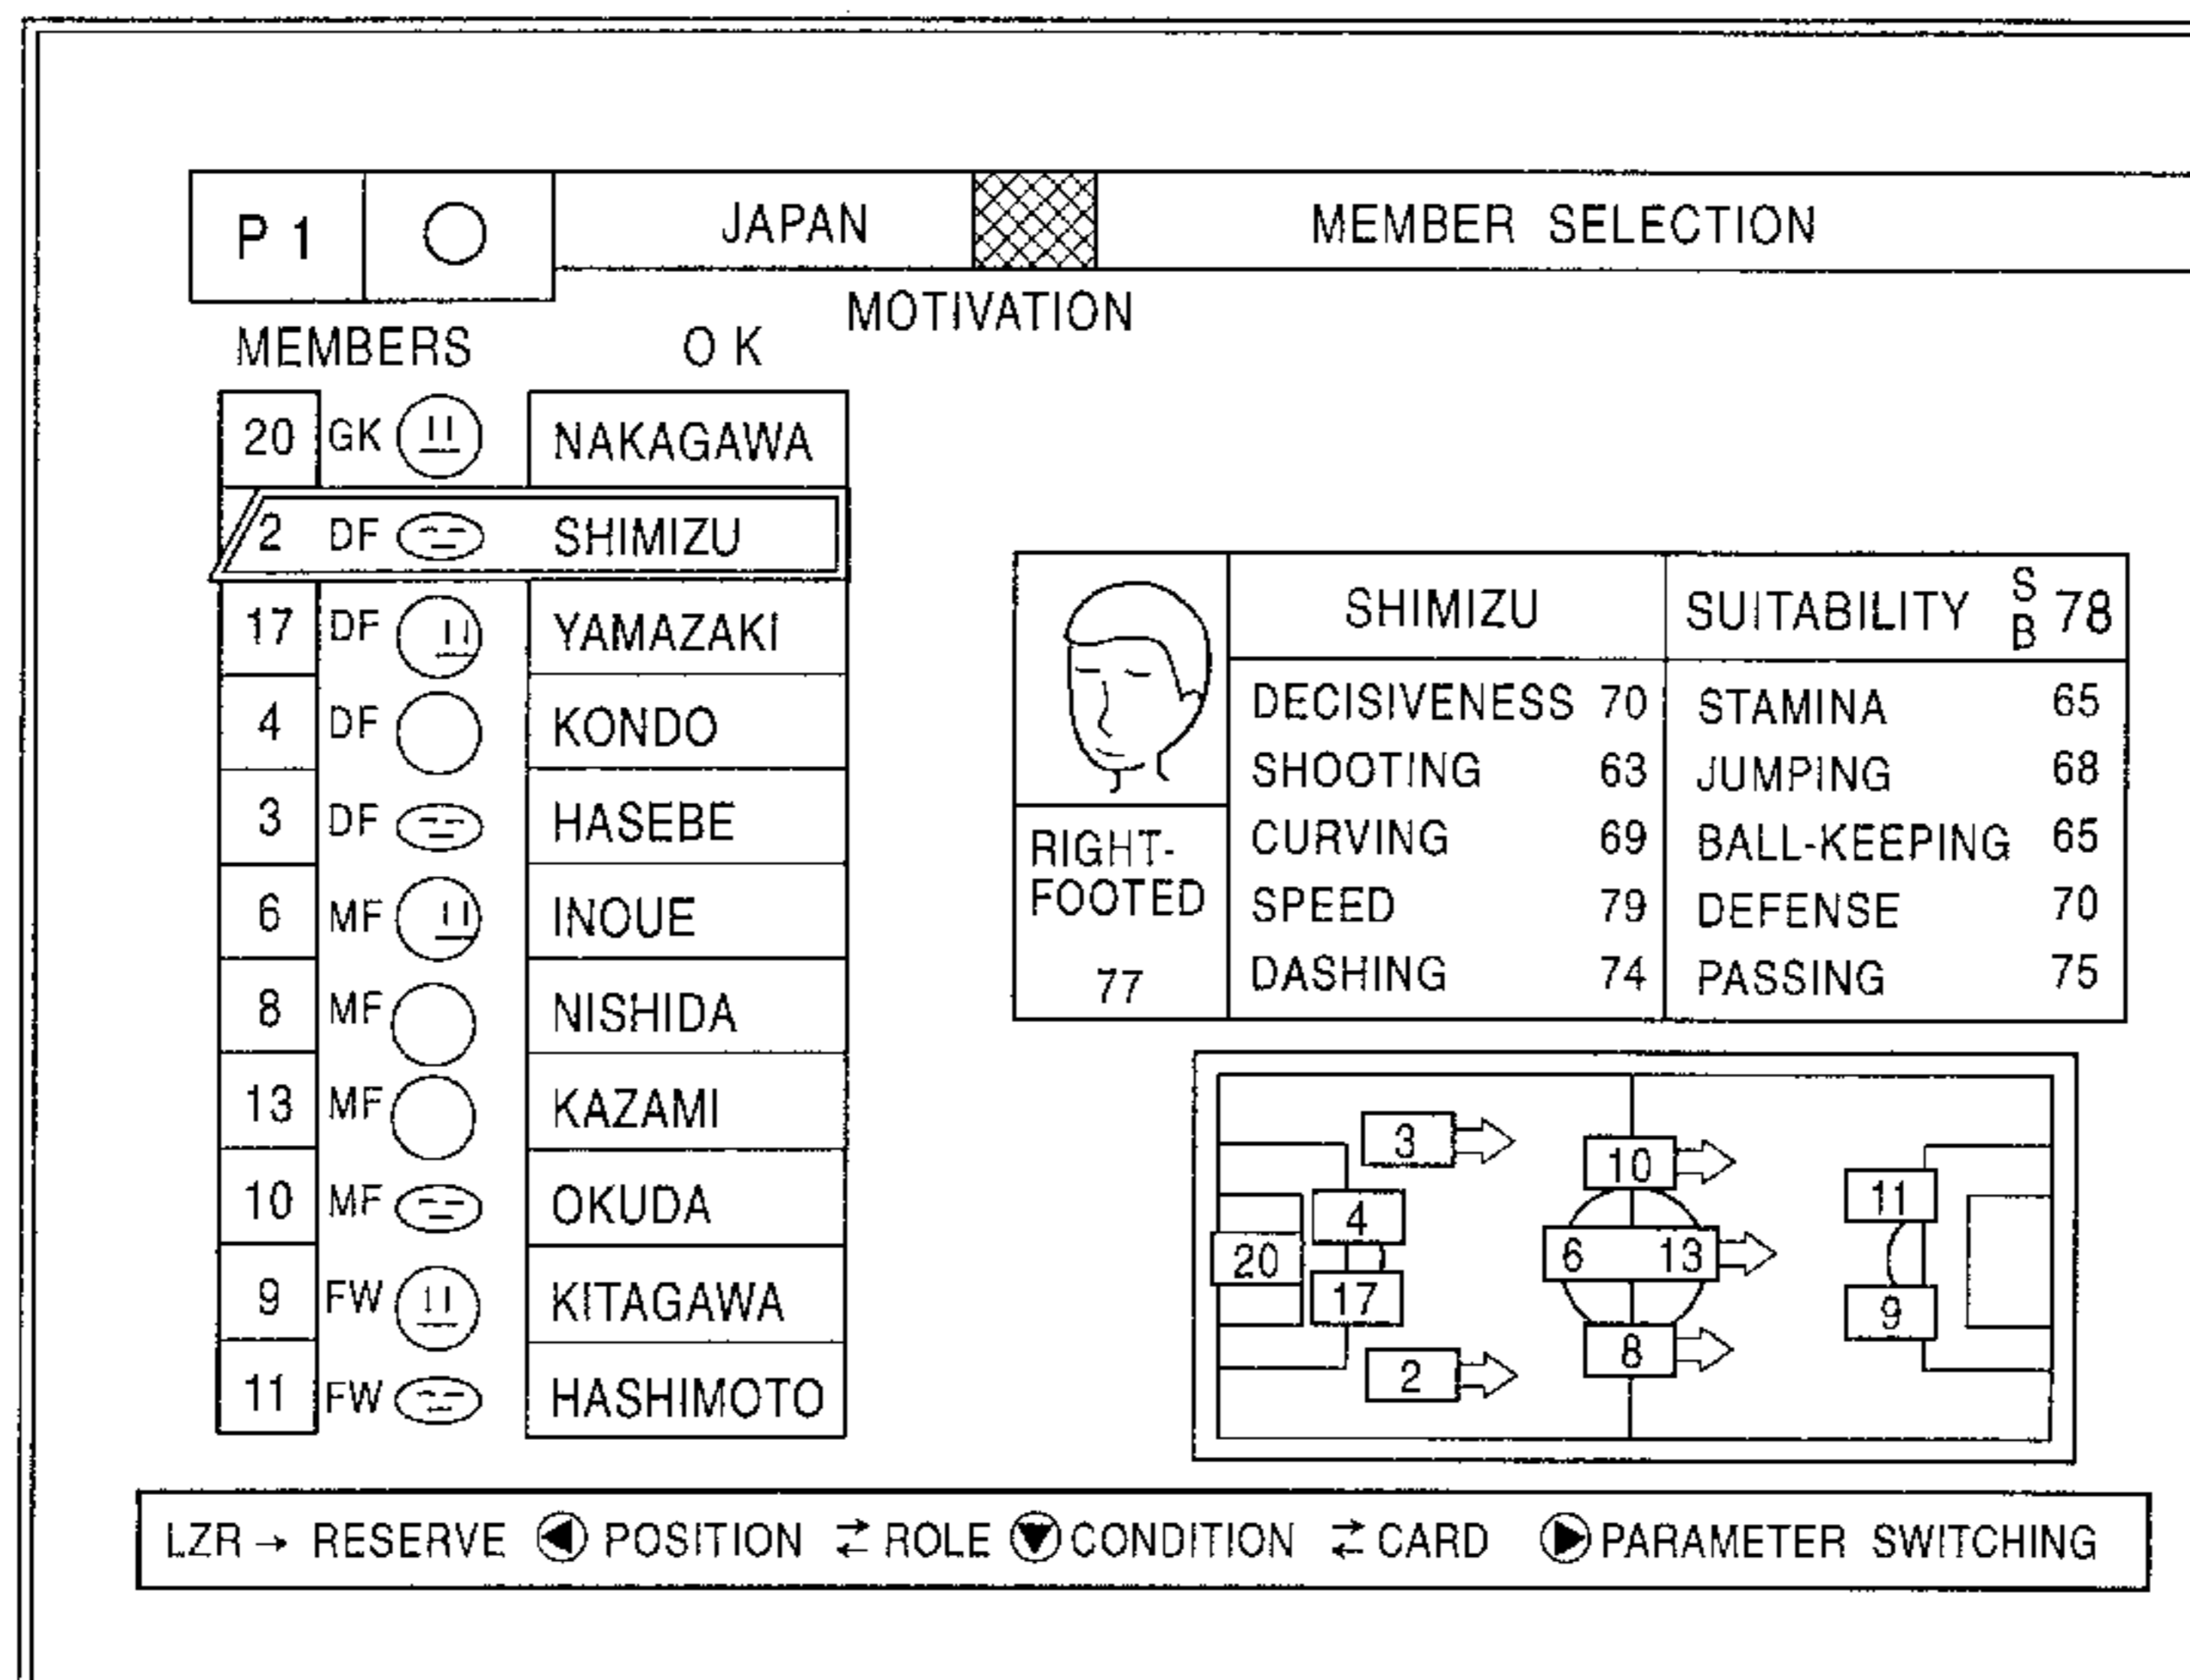 P 1 JAPAN MEMBER SELECTION
MOTIVATION
MEMBERS O K
20 GK NAKAGAWA
2 DF SHIMIZU
17 DF YAMAZAKI
4 DF KONDO
3 DF HASEBE
6 MF INOUE
8 MF NISHIDA
13 MF KAZAMI
10 MF OKUDA
9 FW KITAGAWA
11 FW HASHIMOTO
SHIMIZU SUITABILITY SB 78
DECISIVENESS 70 STAMINA 65
SHOOTING 63 JUMPING 68
CURVING 69 BALL-KEEPING 65
SPEED 79 DEFENSE 70
DASHING 74 PASSING 75
RIGHT-
FOOTED
77
3 10
4 11
20 6 13
17 9
2 8
LZR → RESERVE ◀ POSITION ⇄ ROLE ▼ CONDITION ⇄ CARD ▶ PARAMETER SWITCHING